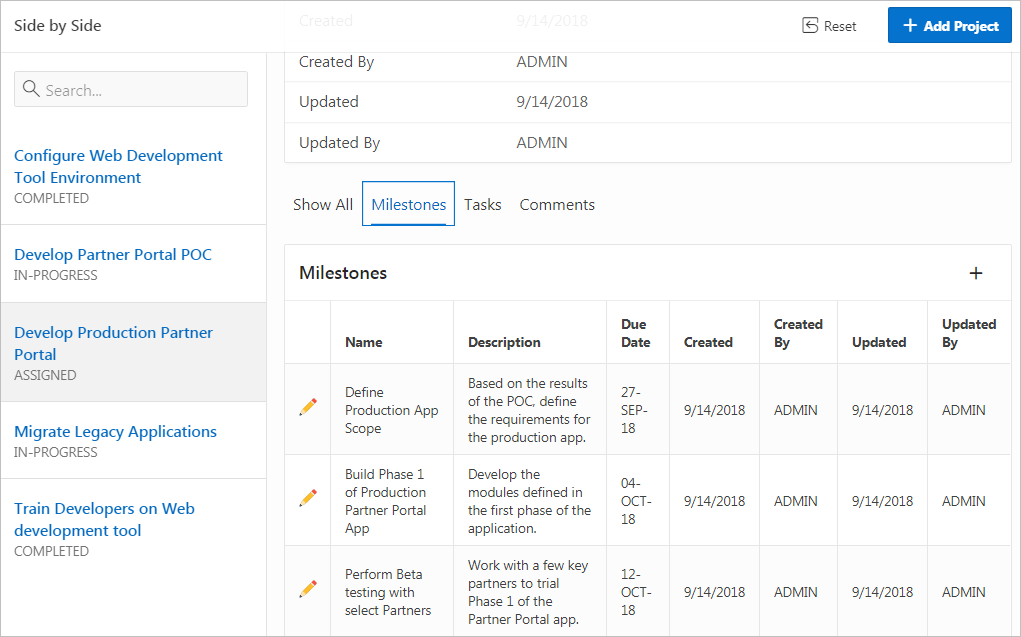 Side by Side
Created 9/14/2018
Reset
Add Project
Search...
Configure Web Development
Tool Environment
COMPLETED
Develop Partner Portal POC
IN-PROGRESS
Develop Production Partner
Portal
ASSIGNED
Migrate Legacy Applications
IN-PROGRESS
Train Developers on Web
development tool
COMPLETED
Created By ADMIN
Updated 9/14/2018
Updated By ADMIN
Show All Milestones Tasks Comments
Milestones
Name
Description
Due
Date
Created
Created
By
Updated
Updated
By
Define
Production App
Scope
Based on the results
of the POC, define
the requirements for
the production app.
27-
SEP-
18
9/14/2018
ADMIN
9/14/2018
ADMIN
Build Phase 1
of Production
Partner Portal
App
Develop the
modules defined in
the first phase of the
application.
04-
OCT-
18
9/14/2018
ADMIN
9/14/2018
ADMIN
Perform Beta
testing with
select Partners
Work with a few key
partners to trial
Phase 1 of the
Partner Portal app.
12-
OCT-
18
9/14/2018
ADMIN
9/14/2018
ADMIN